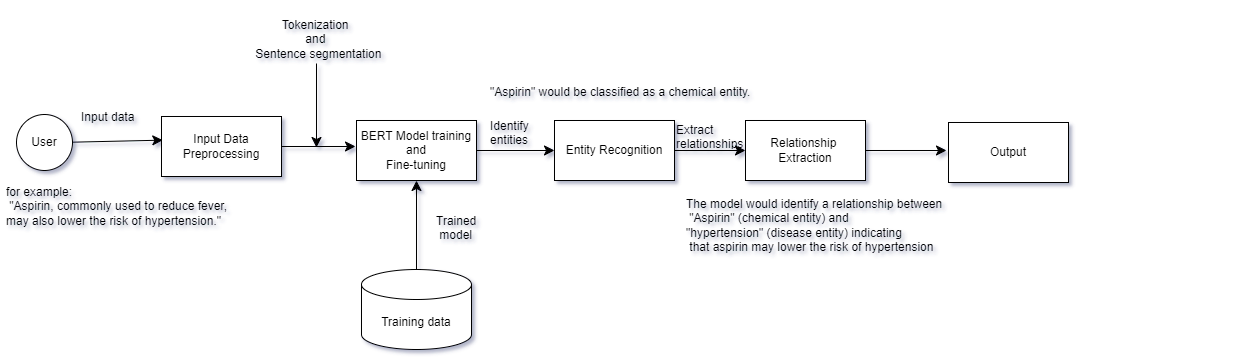 Tokenization
and
Sentence segmentation
"Aspirin" would be classified as a chemical entity.
User
Input data
Input Data
Preprocessing
BERT Model training
and
Fine-tuning
Identify
entities
Entity Recognition
Extract
relationships
Relationship
Extraction
Output
for example:
"Aspirin, commonly used to reduce fever,
may also lower the risk of hypertension."
The model would identify a relationship between
"Aspirin" (chemical entity) and
"hypertension" (disease entity) indicating
that aspirin may lower the risk of hypertension
Trained
model
Training data